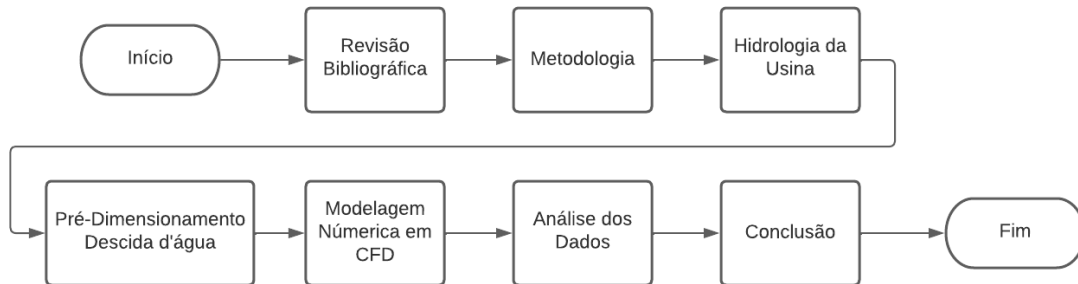 Início
Revisão
Bibliográfica
Metodologia
Hidrologia da
Usina
Pré-Dimensionamento
Descida d'água
Modelagem
Númerica em
CFD
Análise dos
Dados
Conclusão
Fim